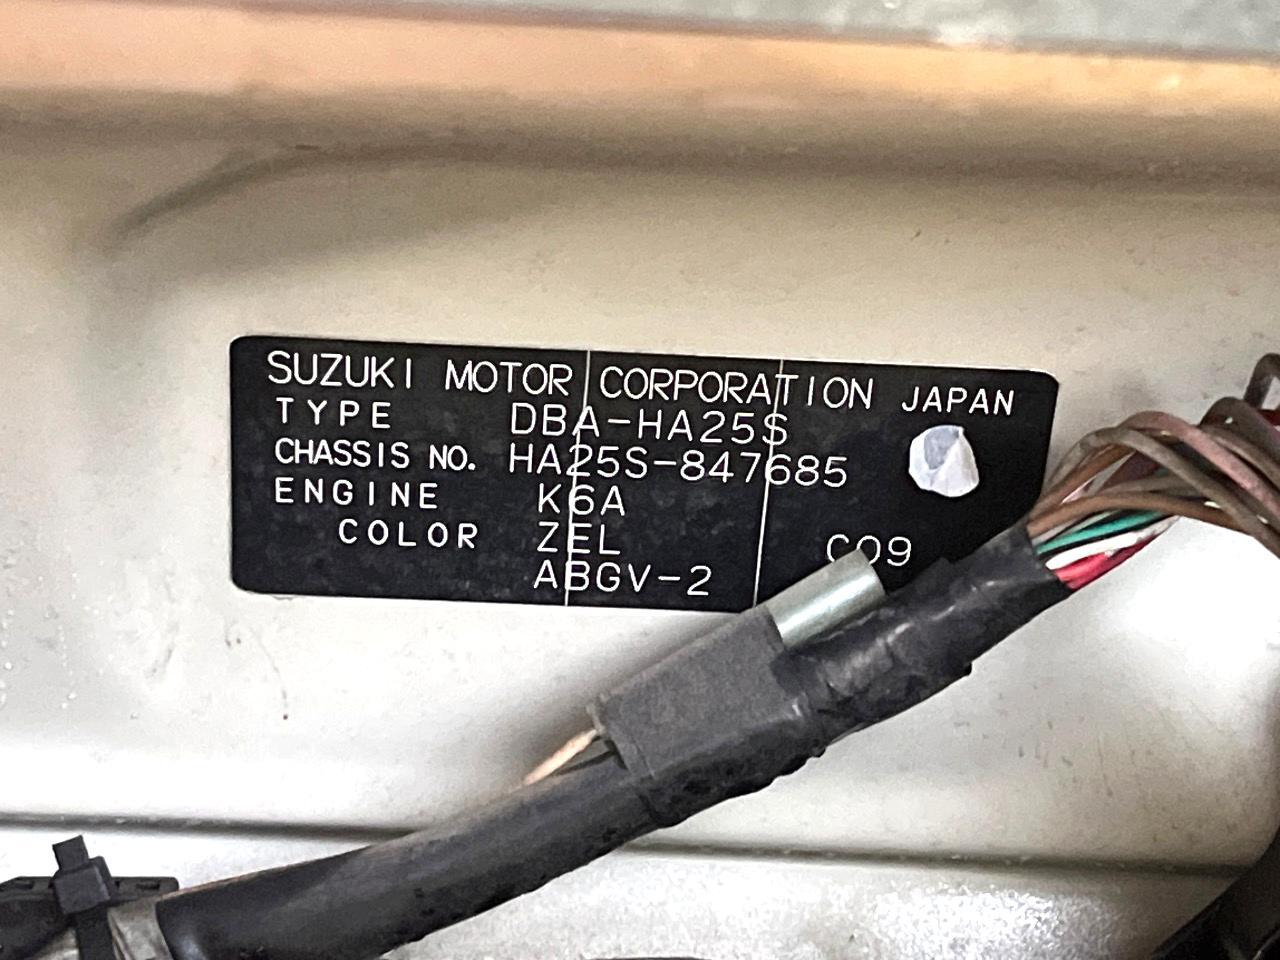 SUZUKI MOTOR CORPORATION JAPAN
TYPE DBA-HA25S
CHASSIS NO. HA25S-847685
ENGINE K6A
COLOR ZEL C09
ABGV-2